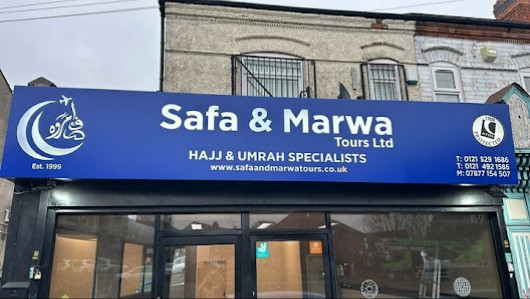 Safa & Marwa
Tours Ltd
HAJJ & UMRAH SPECIALISTS
www.safaandmarwatours.co.uk
Est. 1999
T: 0121 529 1686
T: 0121 492 1586
M: 07877 154 507